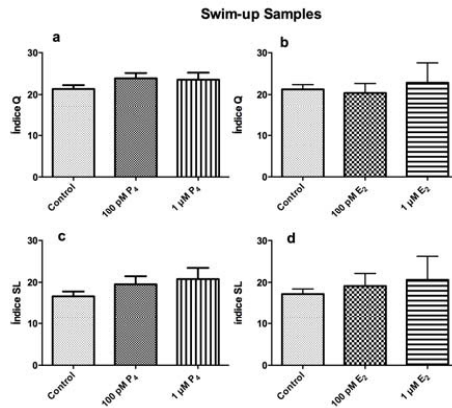 Swim-up Samples
a
Índice Q
30
20
10
0
Control
100 pM P₄
1 µM P₄
b
Índice Q
30
20
10
0
Control
100 pM E₂
1 µM E₂
c
Índice SL
30
20
10
0
Control
100 pM P₄
1 µM P₄
d
Índice SL
30
20
10
0
Control
100 pM E₂
1 µM E₂